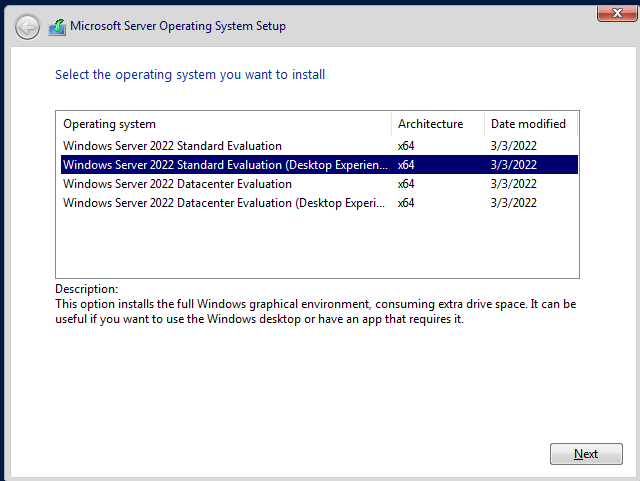 Microsoft Server Operating System Setup
Select the operating system you want to install
Operating system Architecture Date modified
Windows Server 2022 Standard Evaluation x64 3/3/2022
Windows Server 2022 Standard Evaluation (Desktop Experien... x64 3/3/2022
Windows Server 2022 Datacenter Evaluation x64 3/3/2022
Windows Server 2022 Datacenter Evaluation (Desktop Experi... x64 3/3/2022
Description:
This option installs the full Windows graphical environment, consuming extra drive space. It can be
useful if you want to use the Windows desktop or have an app that requires it.
Next